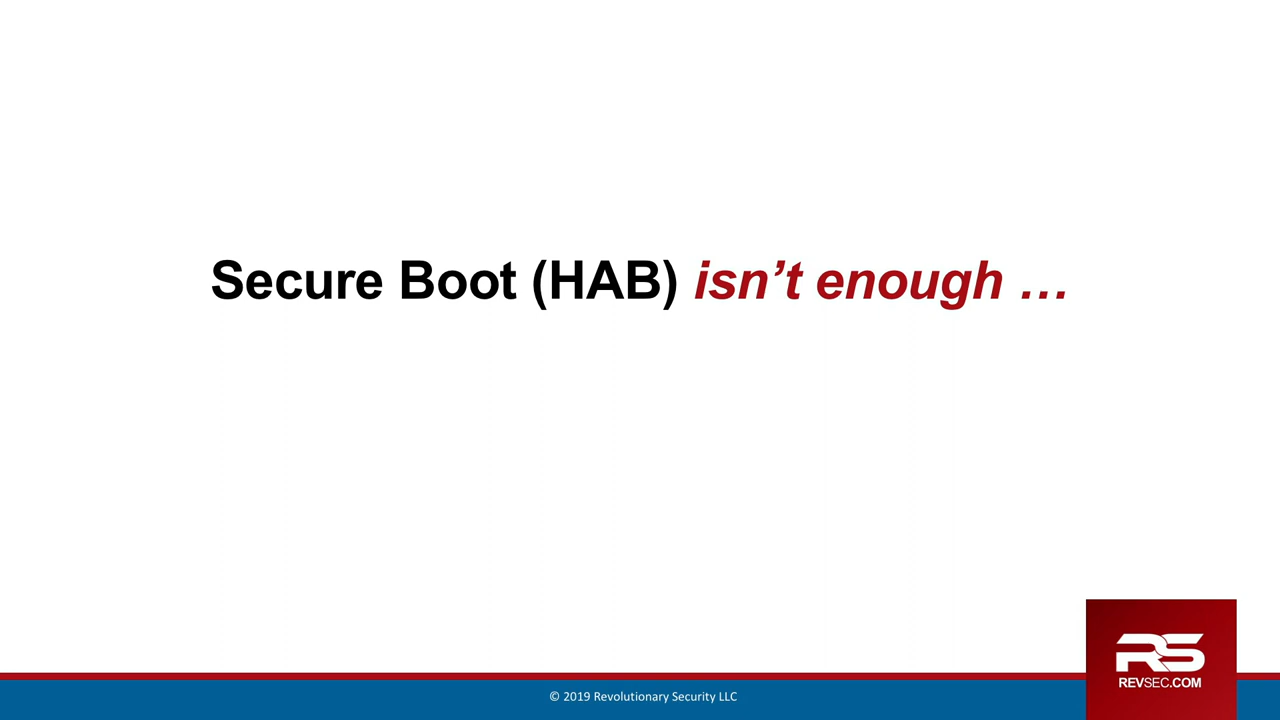 Secure Boot (HAB) isn’t enough …
RS
REVSEC.COM
© 2019 Revolutionary Security LLC